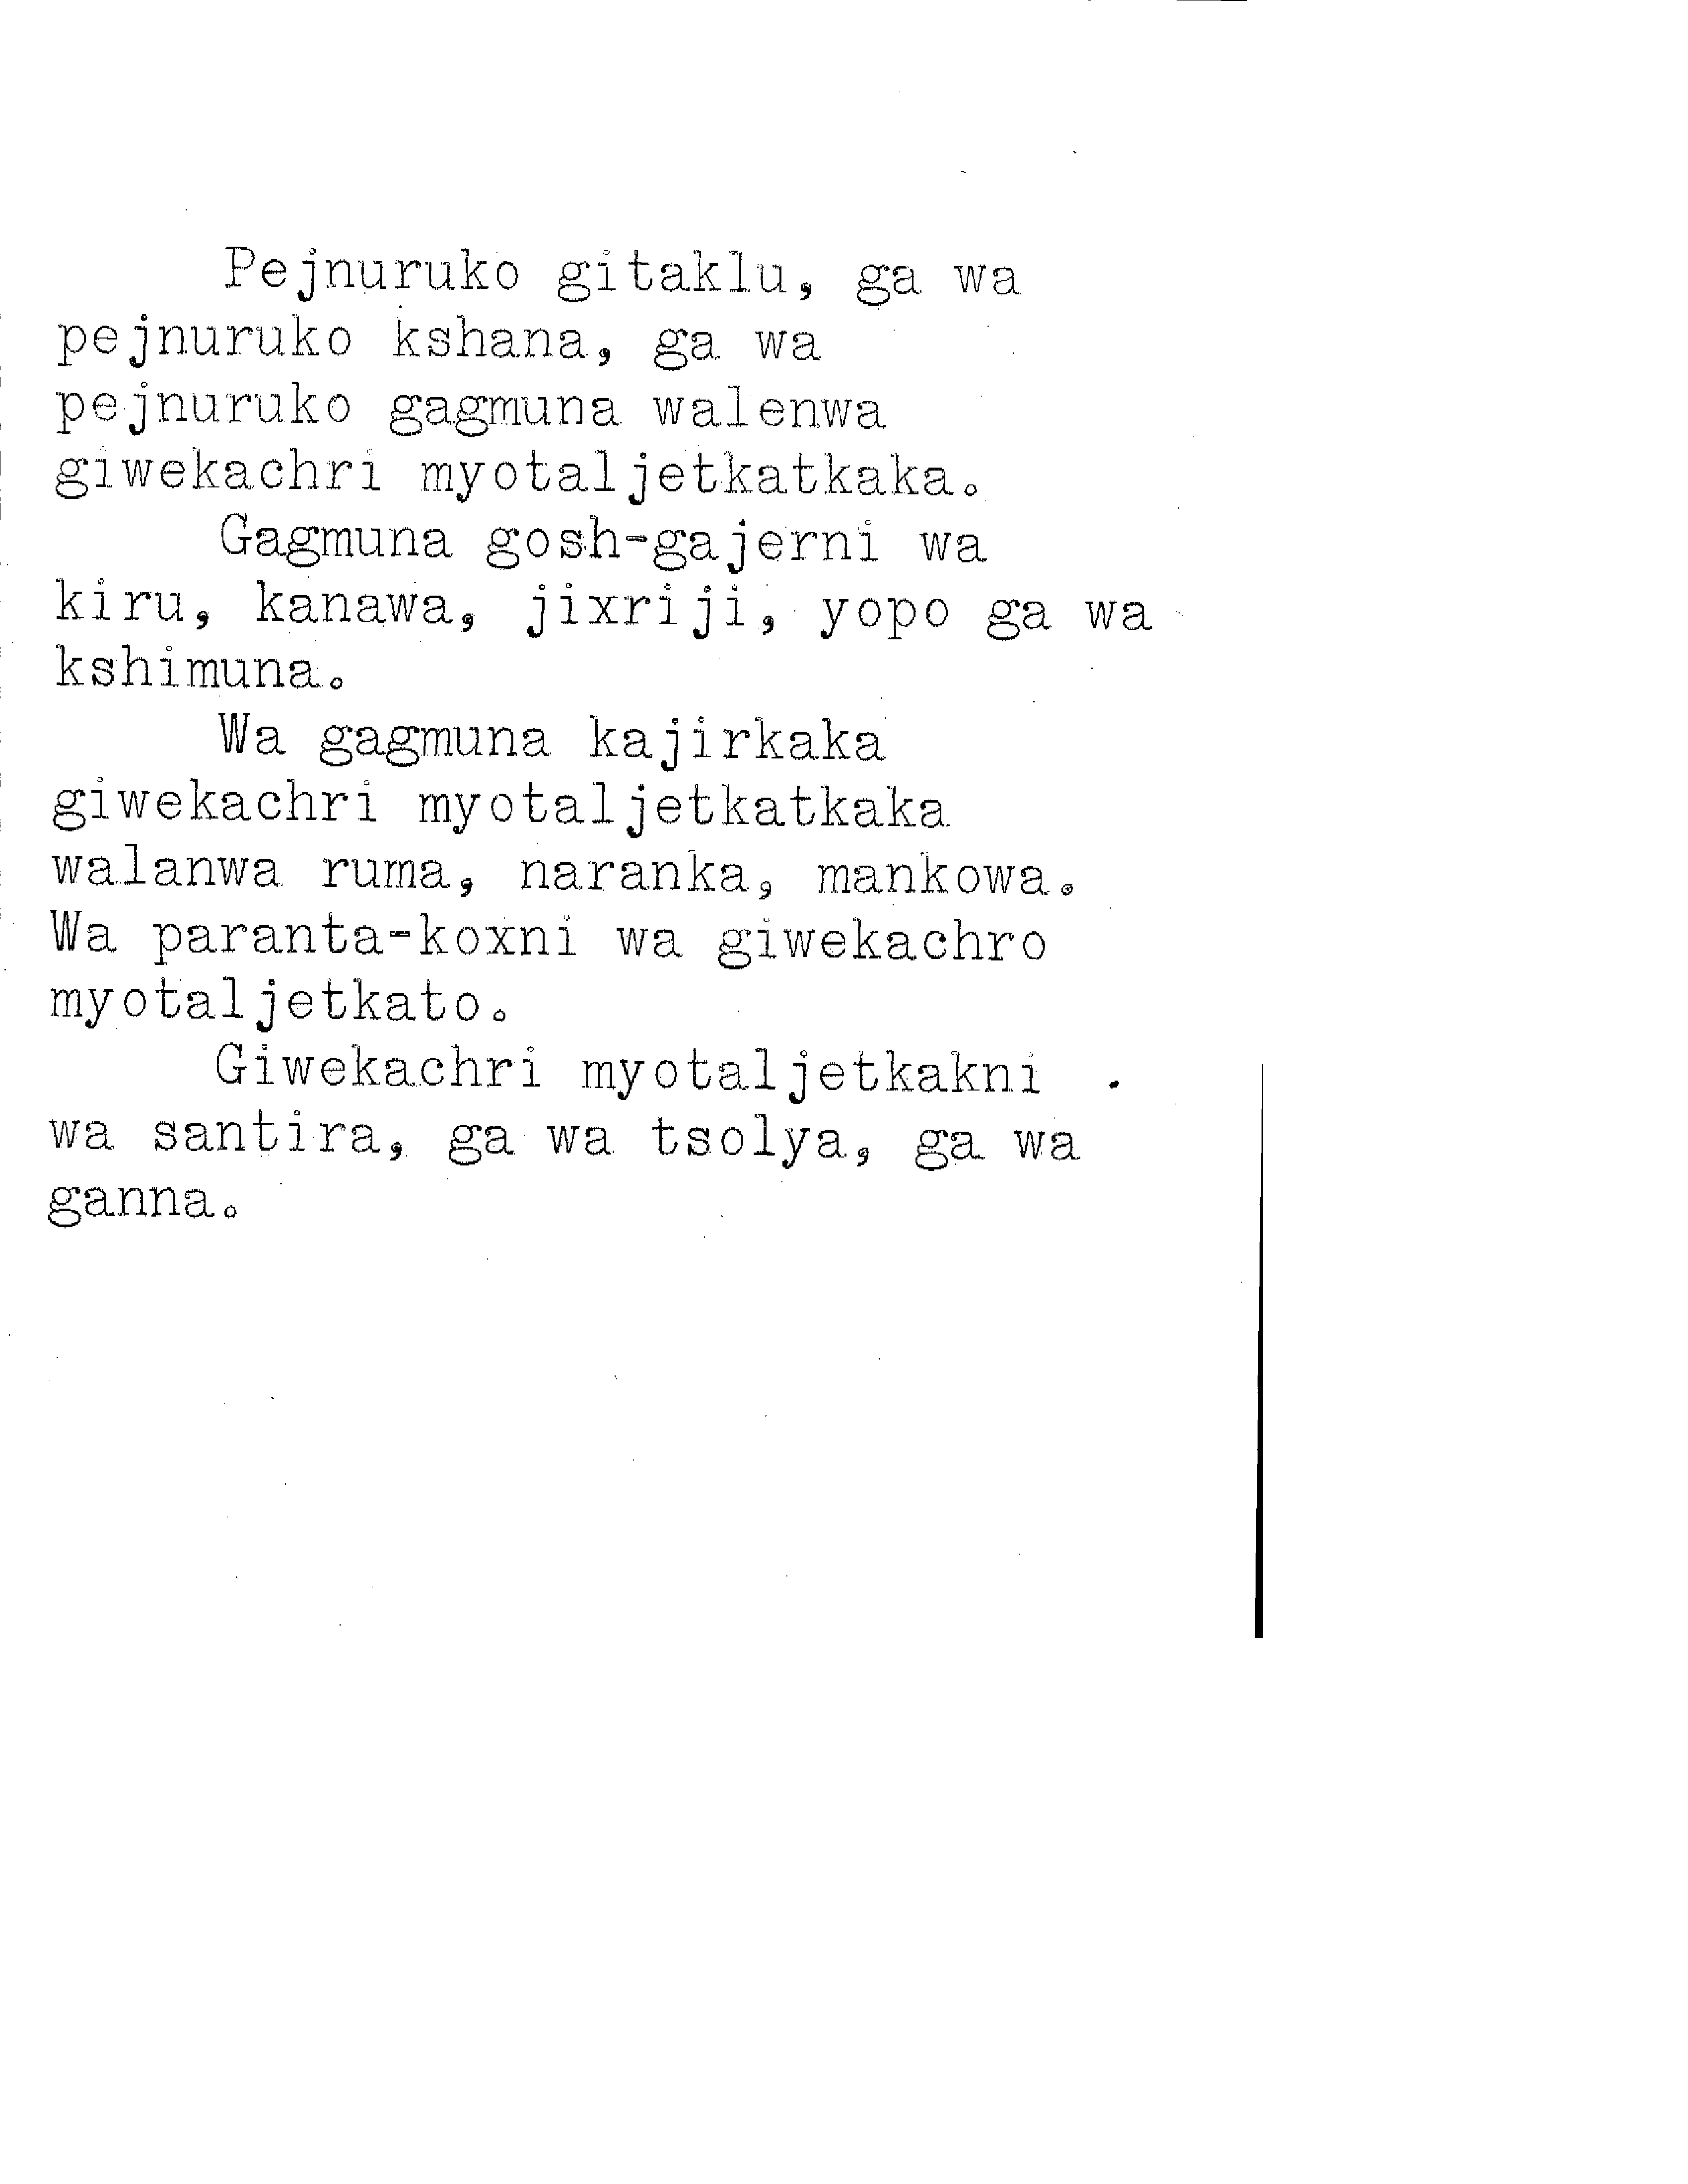 Pejnuruko gitaklu, ga wa
pejnuruko kshana, ga wa
pejnuruko gagmuna walenwa
giwekachri myotaljetkatkaka.
Gagmuna gosh-gajerni wa
kiru, kanawa, jixriji, yopo ga wa
kshimuna.
Wa gagmuna kajirkaka
giwekachri myotaljetkatkaka
walanwa ruma, naranka, mankowa.
Wa paranta-koxni wa giwekachro
myotaljetkato.
Giwekachri myotaljetkakni
wa santira, ga wa tsolya, ga wa
ganna.